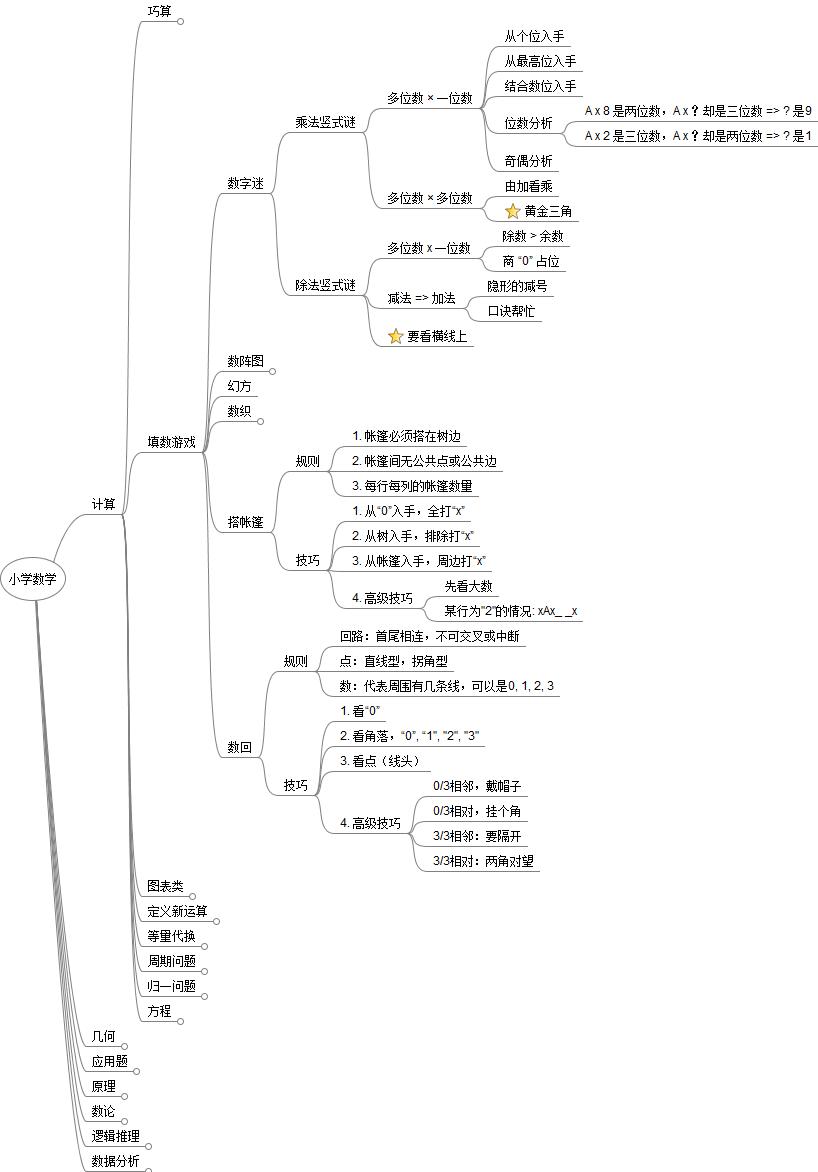 巧算
从个位入手
从最高位入手
结合数位入手
多位数 × 一位数
A x 8 是两位数，A x ? 却是三位数 => ? 是9
位数分析
乘法竖式谜
A x 2 是三位数，A x ? 却是两位数 => ? 是1
奇偶分析
数字迷
由加看乘
多位数 × 多位数
黄金三角
除数 > 余数
多位数 x 一位数
商 “0” 占位
除法竖式谜
隐形的减号
减法 => 加法
口诀帮忙
要看横线上
数阵图
幻方
数织
填数游戏
1. 帐篷必须搭在树边
规则
2. 帐篷间无公共点或公共边
3. 每行每列的帐篷数量
计算
1. 从“0”入手，全打“x”
搭帐篷
2. 从树入手，排除打“x”
技巧
3. 从帐篷入手，周边打“x”
小学数学
先看大数
4. 高级技巧
某行为"2"的情况: xAx_ _x
回路：首尾相连，不可交叉或中断
规则
点：直线型，拐角型
数：代表周围有几条线，可以是0, 1, 2, 3
1. 看“0”
2. 看角落，“0”, “1”, "2", "3"
数回
3. 看点（线头）
技巧
0/3相邻，戴帽子
0/3相对，挂个角
4. 高级技巧
3/3相邻：要隔开
3/3相对：两角对望
图表类
定义新运算
等量代换
周期问题
归一问题
方程
几何
应用题
原理
数论
逻辑推理
数据分析